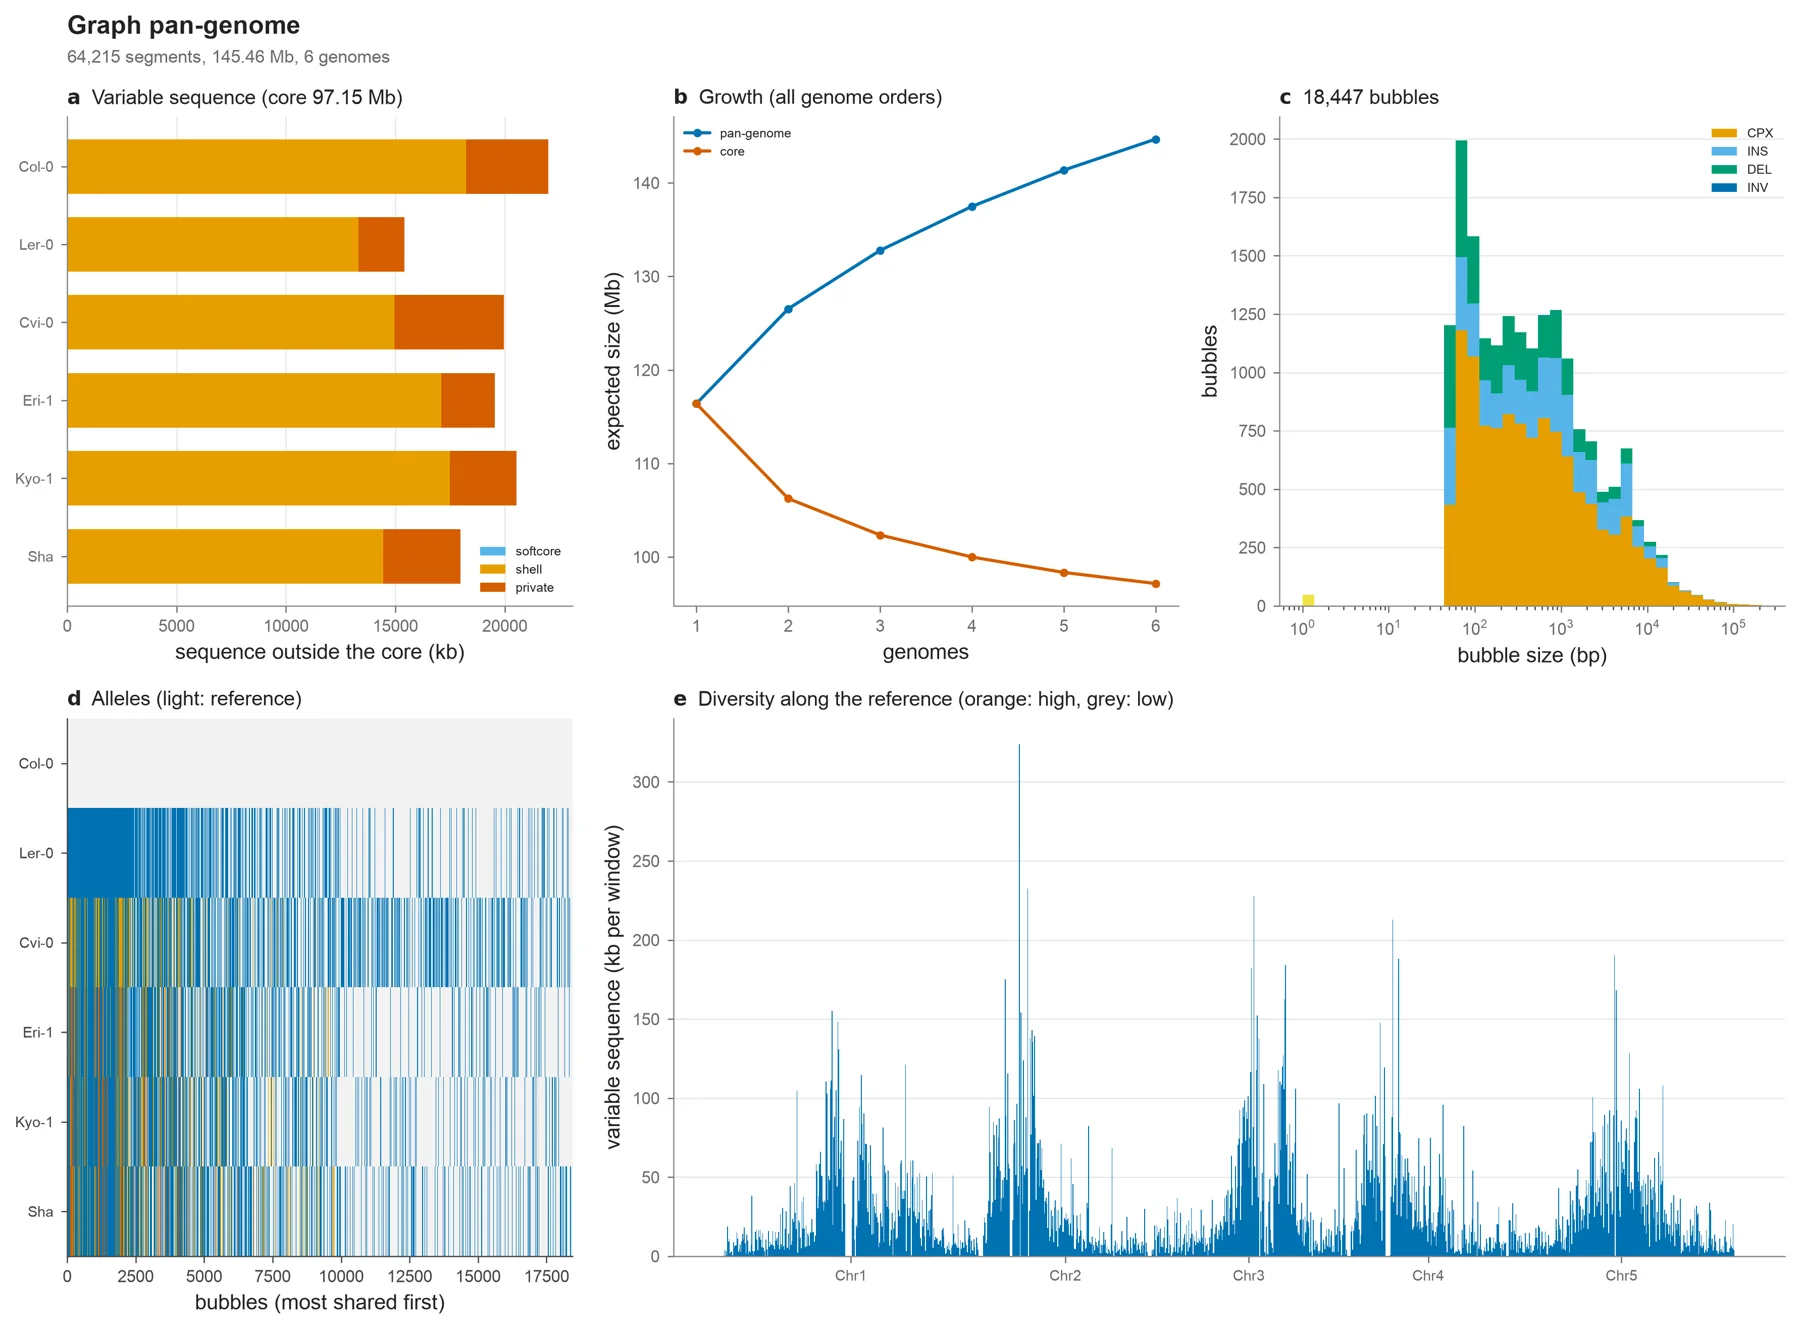 Graph pan-genome
64,215 segments, 145.46 Mb, 6 genomes
a Variable sequence (core 97.15 Mb)
Col-0
Ler-0
Cvi-0
Eri-1
Kyo-1
Sha
softcore
shell
private
0 5000 10000 15000 20000
sequence outside the core (kb)
b Growth (all genome orders)
pan-genome
core
expected size (Mb)
140
130
120
110
100
1 2 3 4 5 6
genomes
c 18,447 bubbles
CPX
INS
DEL
INV
bubbles
2000
1750
1500
1250
1000
750
500
250
0
10⁰ 10¹ 10² 10³ 10⁴ 10⁵
bubble size (bp)
d Alleles (light: reference)
Col-0
Ler-0
Cvi-0
Eri-1
Kyo-1
Sha
0 2500 5000 7500 10000 12500 15000 17500
bubbles (most shared first)
e Diversity along the reference (orange: high, grey: low)
variable sequence (kb per window)
300
250
200
150
100
50
0
Chr1 Chr2 Chr3 Chr4 Chr5